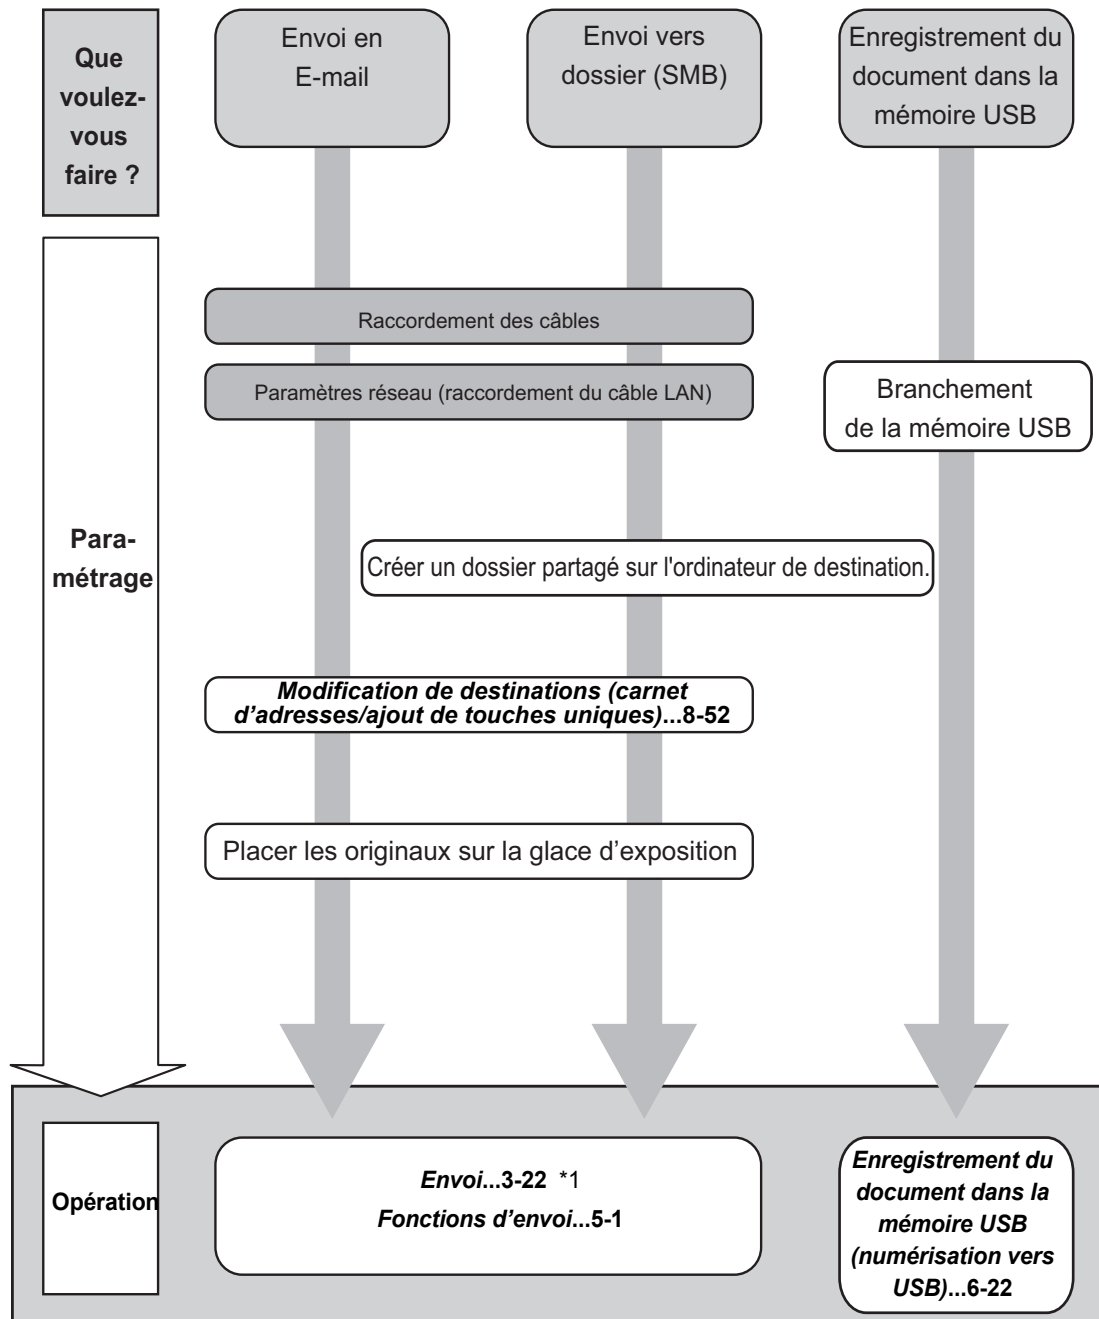 Que
voulez-
vous
faire ?
Envoi en
E-mail
Envoi vers
dossier (SMB)
Enregistrement du
document dans la
mémoire USB
Raccordement des câbles
Paramètres réseau (raccordement du câble LAN)
Branchement
de la mémoire USB
Para-
métrage
Créer un dossier partagé sur l'ordinateur de destination.
Modification de destinations (carnet
d’adresses/ajout de touches uniques)...8-52
Placer les originaux sur la glace d’exposition
Opération
Envoi...3-22 *1
Fonctions d’envoi...5-1
Enregistrement du
document dans la
mémoire USB
(numérisation vers
USB)...6-22